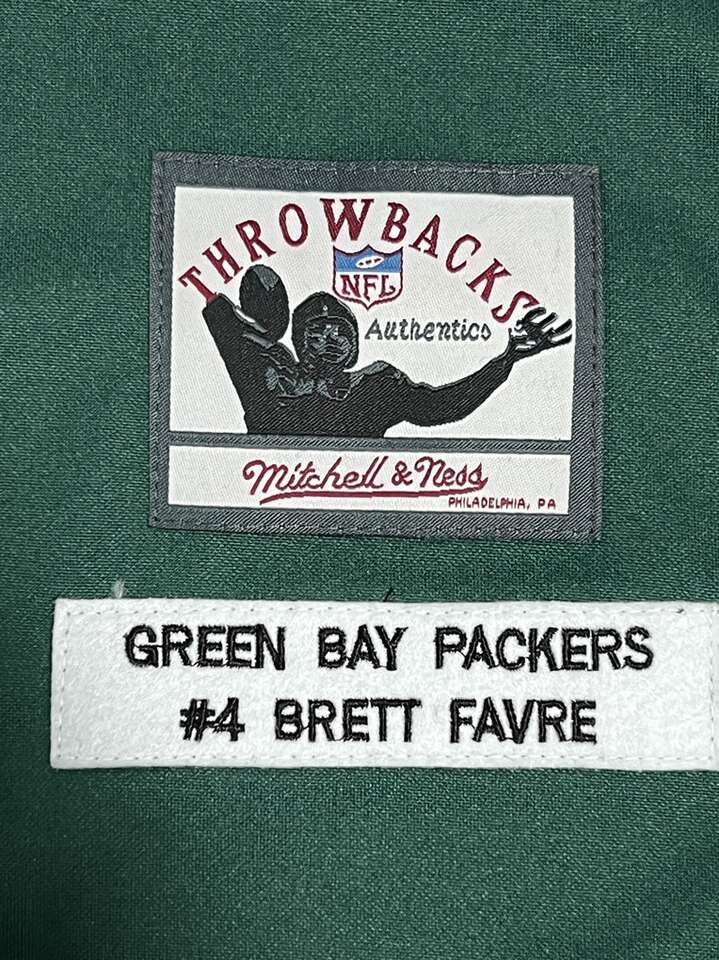 THROWBACKS
NFL
Authentics
Mitchell & Ness
PHILADELPHIA, PA
GREEN BAY PACKERS
#4 BRETT FAVRE